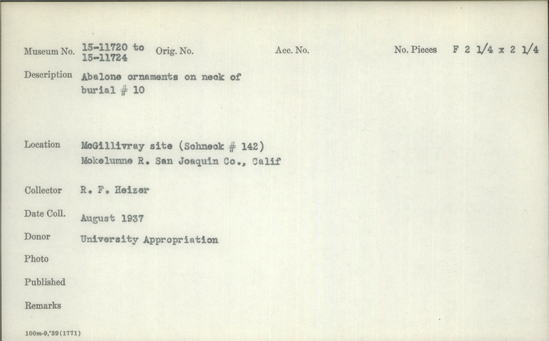 Museum No. 15-11720 to Orig. No. Acc. No. No. Pieces F 2 1/4 x 2 1/4
15-11724
Description Abalone ornaments on neck of
burial # 10
Location McGillivray site (Schneck # 142)
Mokelumne R. San Joaquin Co., Calif
Collector R. F. Heizer
Date Coll. August 1937
Donor University Appropriation
Photo
Published
Remarks
100m-9,'39(1771)